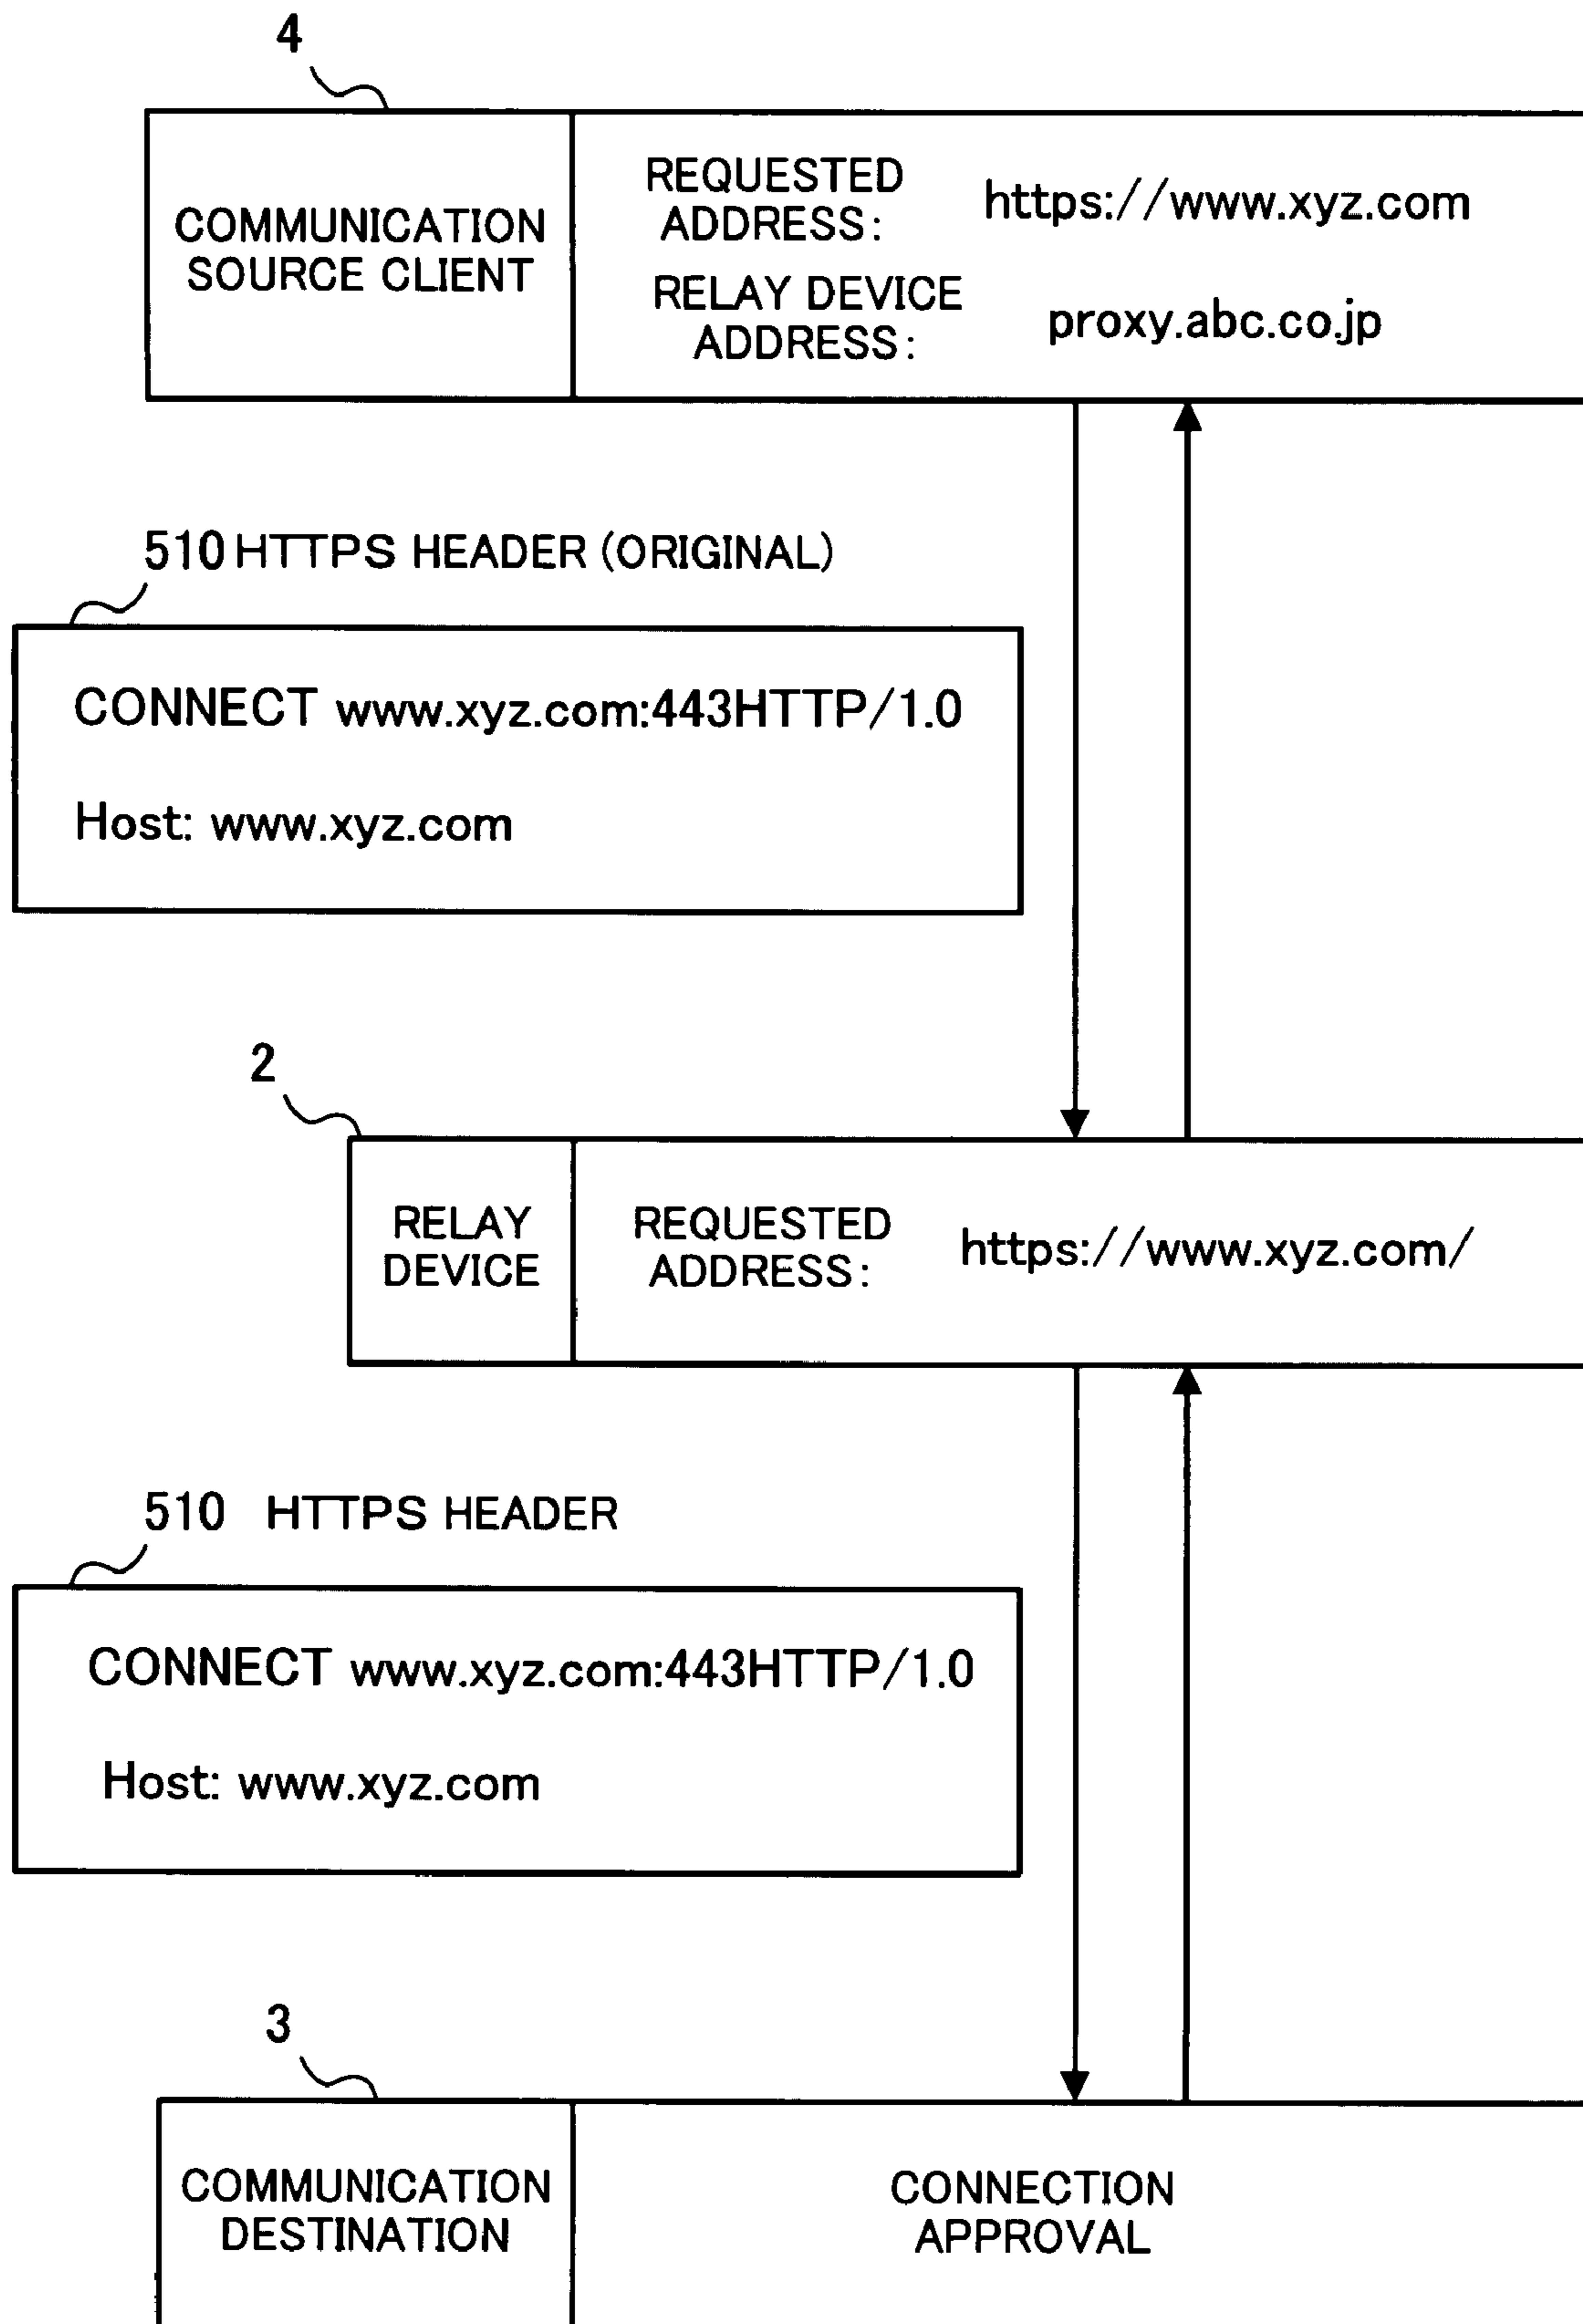 4
COMMUNICATION
SOURCE CLIENT
REQUESTED
ADDRESS:
https://www.xyz.com
RELAY DEVICE
ADDRESS:
proxy.abc.co.jp
510 HTTPS HEADER (ORIGINAL)
CONNECT www.xyz.com:443HTTP/1.0
Host: www.xyz.com
2
RELAY
DEVICE
REQUESTED
ADDRESS:
https://www.xyz.com/
510 HTTPS HEADER
CONNECT www.xyz.com:443HTTP/1.0
Host: www.xyz.com
3
COMMUNICATION
DESTINATION
CONNECTION
APPROVAL